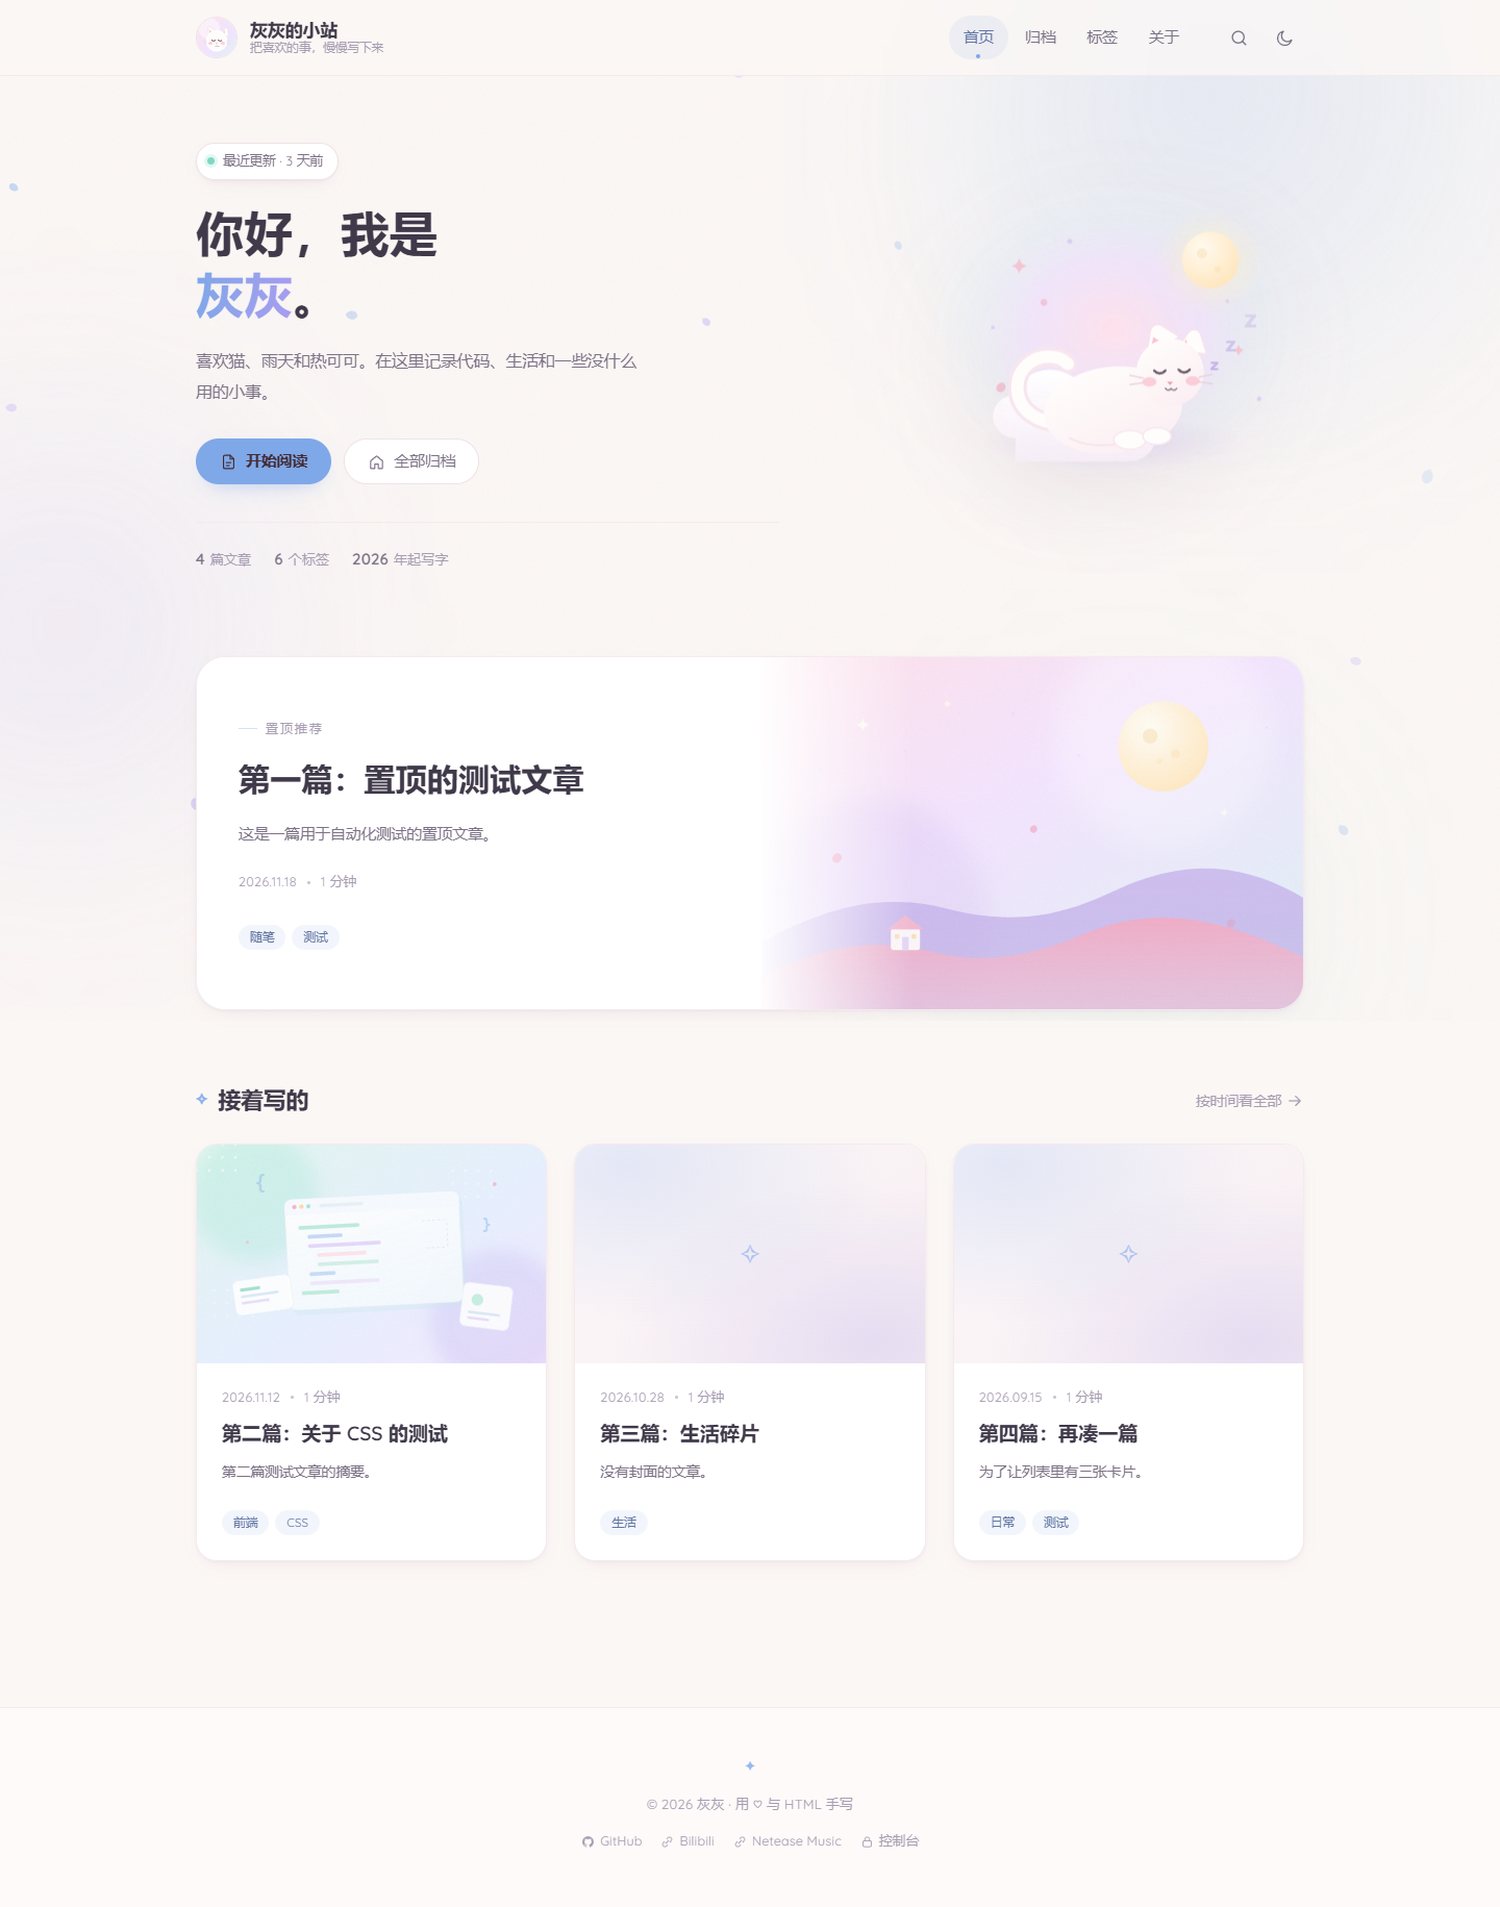 灰灰的小站
把喜欢的事，慢慢写下来
首页
归档
标签
关于
最近更新 · 3 天前
你好，我是
灰灰。
z
z
z
喜欢猫、雨天和热可可。在这里记录代码、生活和一些没什么
用的小事。
开始阅读
全部归档
4 篇文章
6 个标签
2026 年起写字
置顶推荐
第一篇：置顶的测试文章
这是一篇用于自动化测试的置顶文章。
2026.11.18 • 1 分钟
随笔
测试
接着写的
按时间看全部 →
{
}
2026.11.12 • 1 分钟
第二篇：关于 CSS 的测试
第二篇测试文章的摘要。
前端
CSS
2026.10.28 • 1 分钟
第三篇：生活碎片
没有封面的文章。
生活
2026.09.15 • 1 分钟
第四篇：再凑一篇
为了让列表里有三张卡片。
日常
测试
© 2026 灰灰 · 用 ♡ 与 HTML 手写
GitHub
Bilibili
Netease Music
控制台